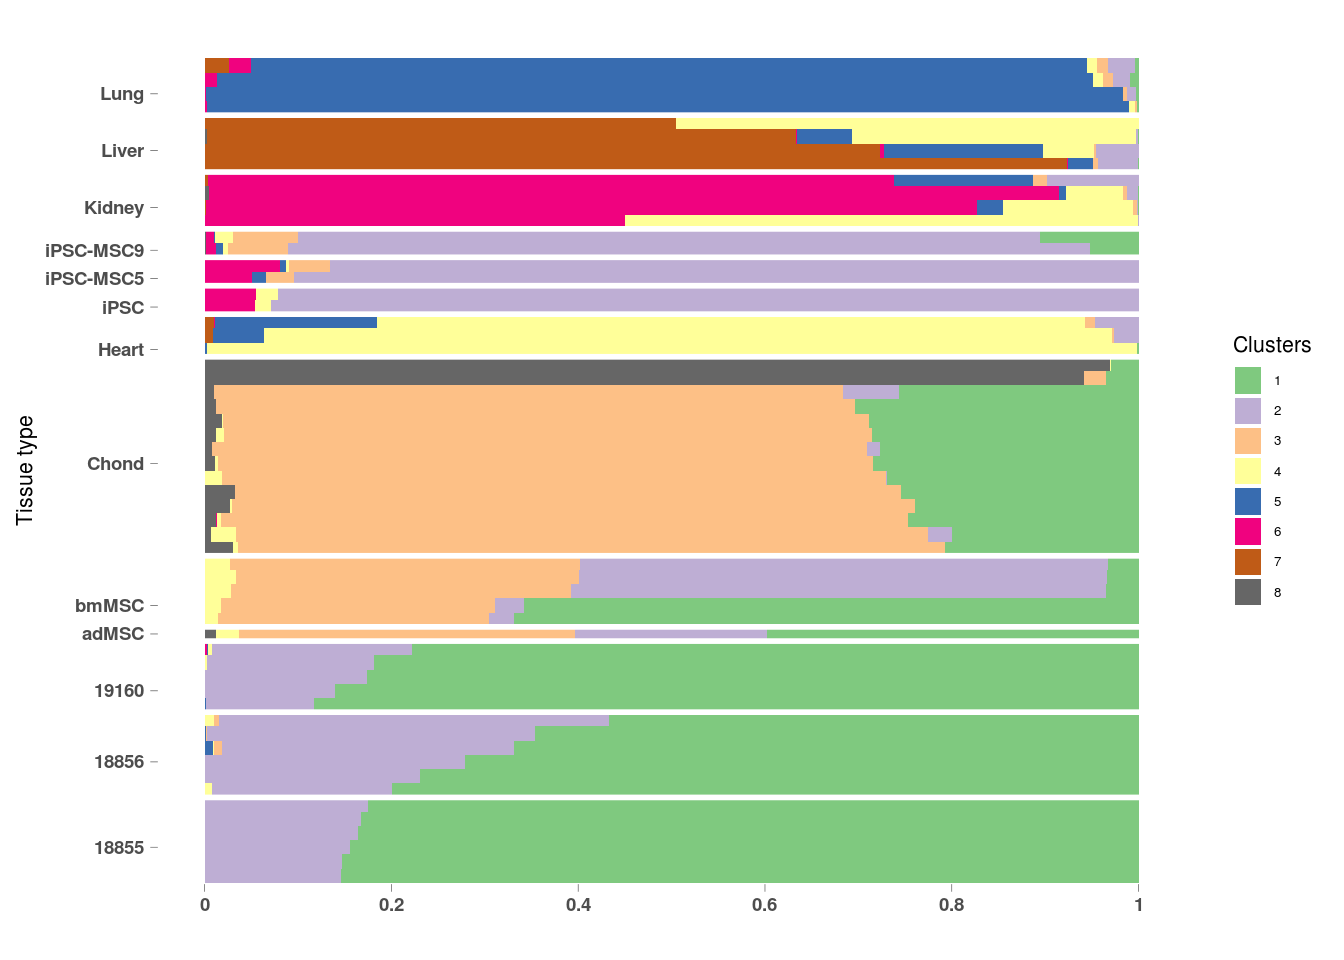 Lung
Liver
Kidney
iPSC-MSC9
iPSC-MSC5
iPSC
Heart
Chond
bmMSC
adMSC
19160
18856
18855
Tissue type
0 0.2 0.4 0.6 0.8 1
Clusters
1
2
3
4
5
6
7
8